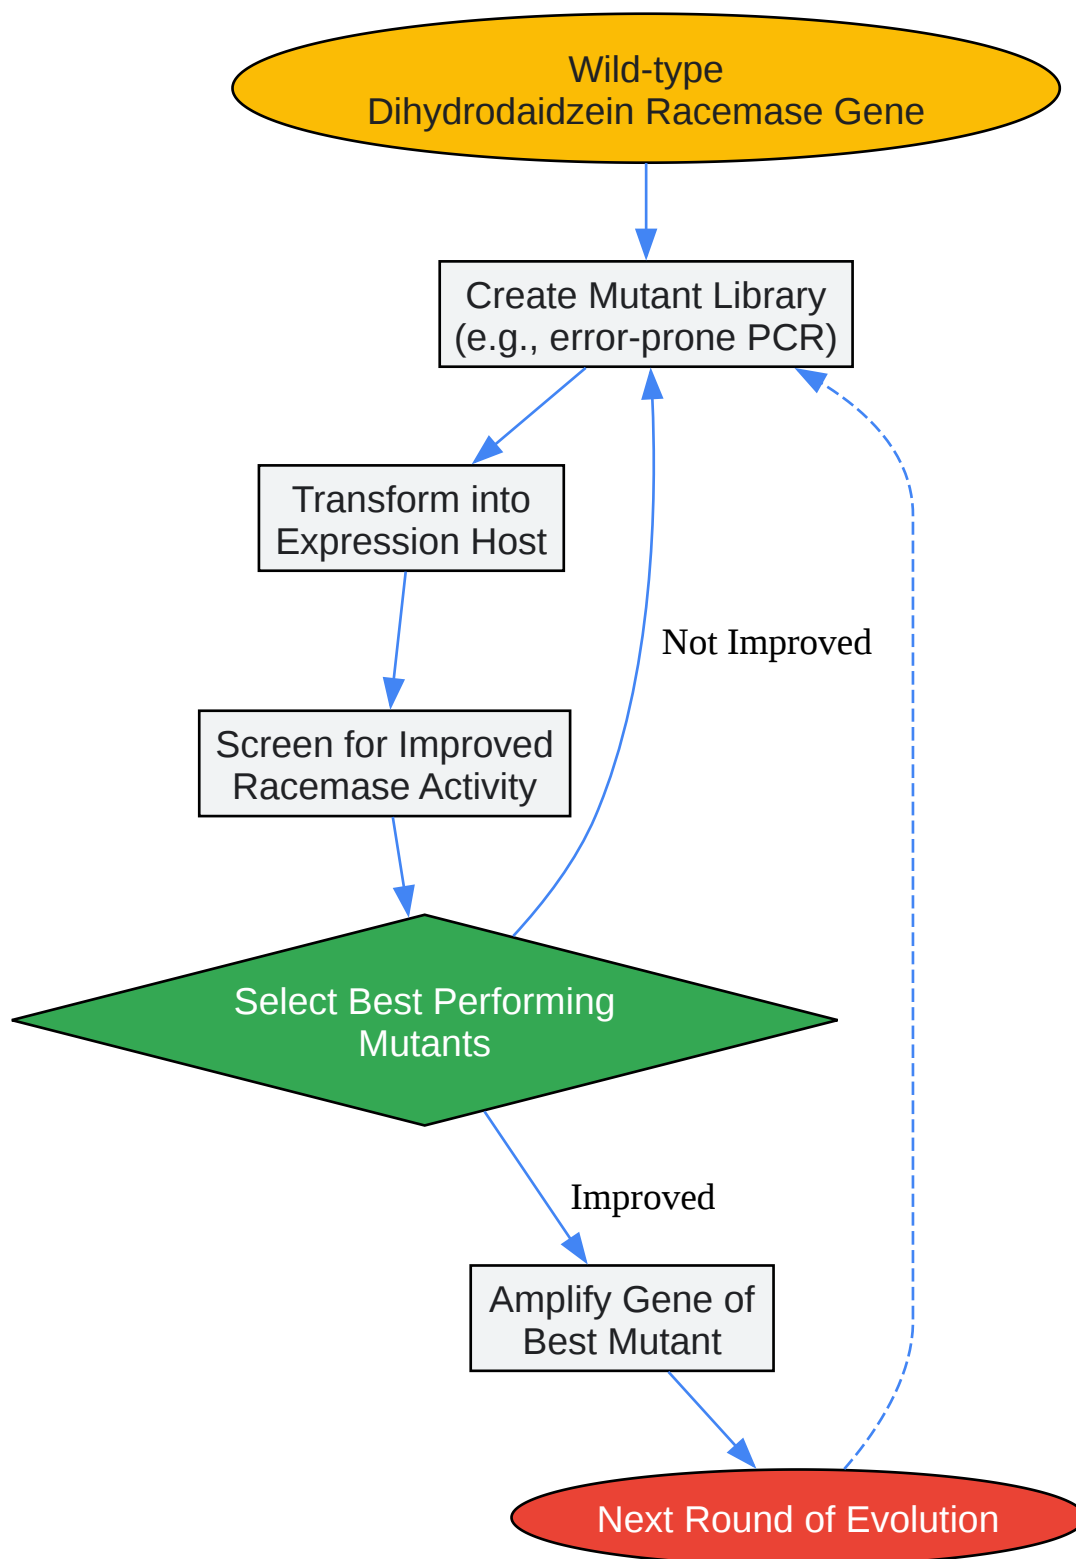 Wild-type
Dihydrodaidzein Racemase Gene
Create Mutant Library
(e.g., error-prone PCR)
Transform into
Expression Host
Not Improved
Screen for Improved
Racemase Activity
Select Best Performing
Mutants
Improved
Amplify Gene of
Best Mutant
Next Round of Evolution